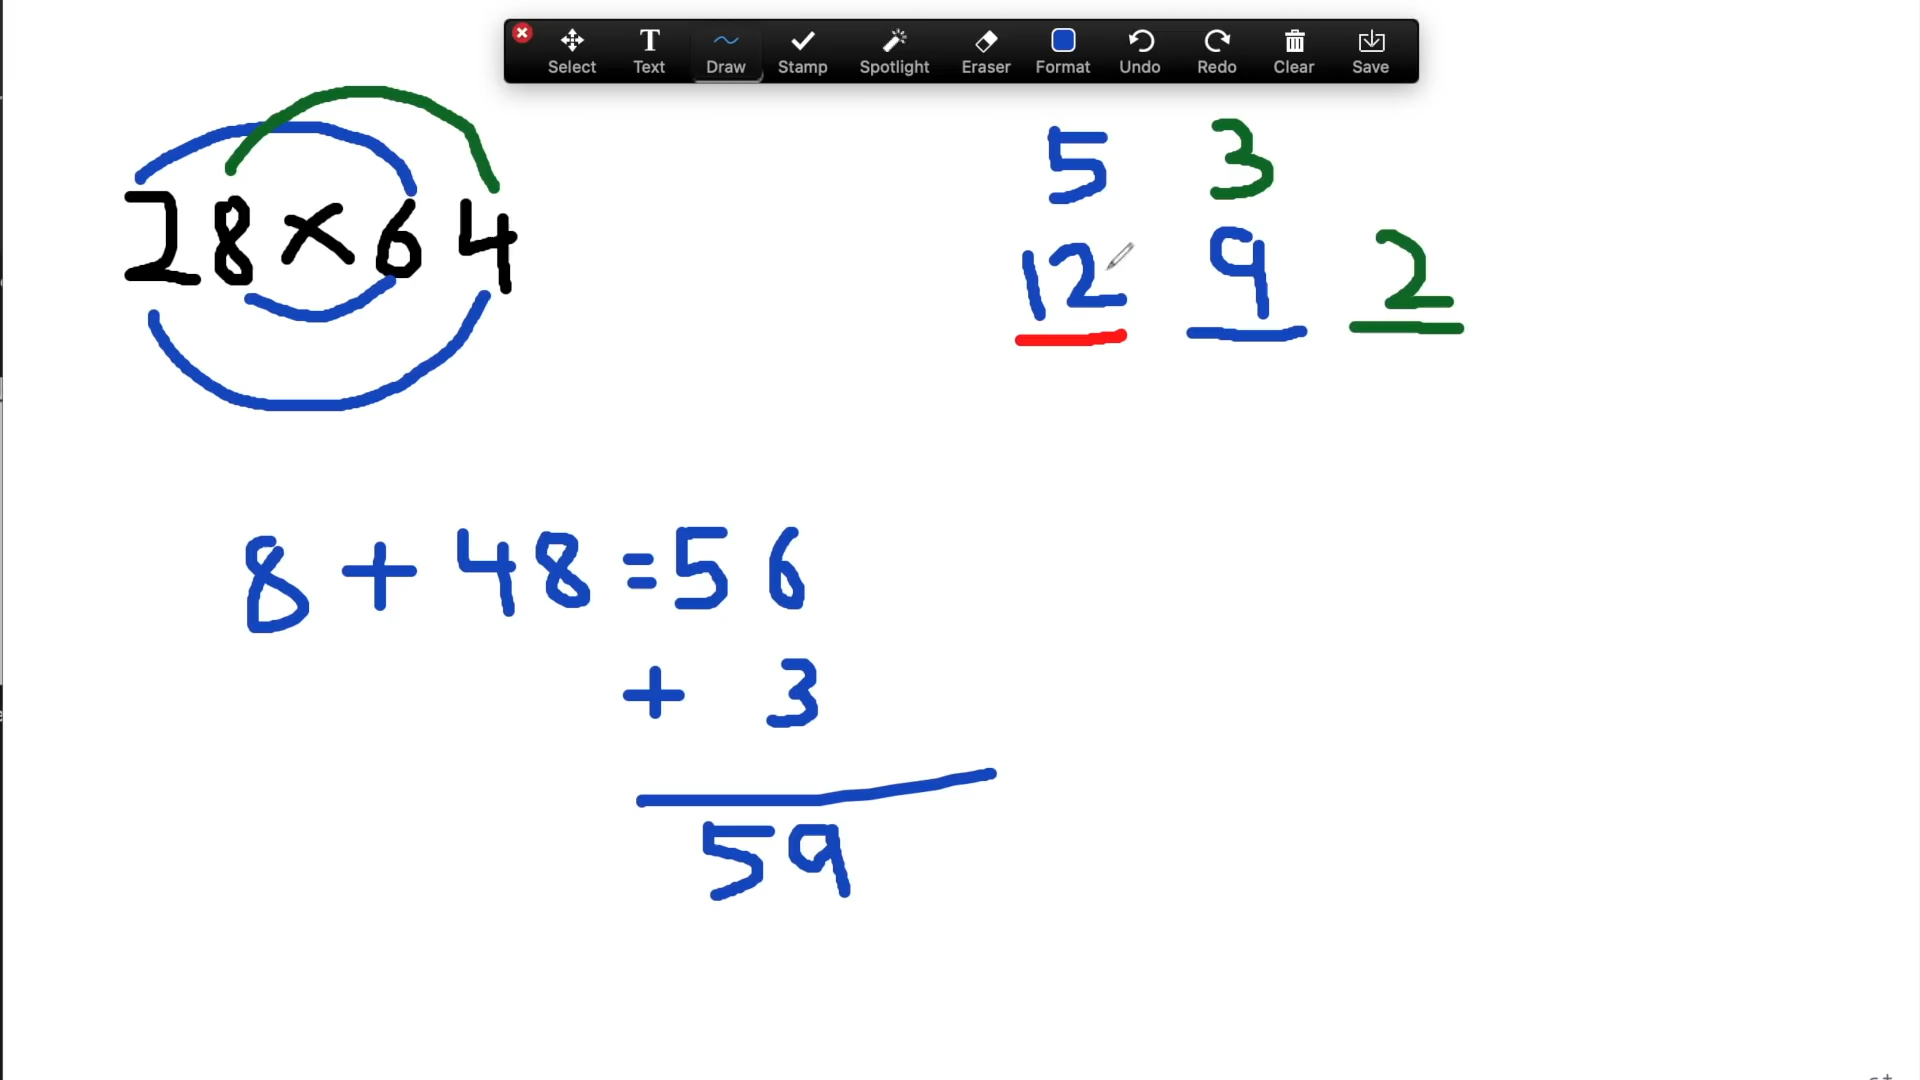 Select Text Draw Stamp Spotlight Eraser Format Undo Redo Clear Save
28×64
5 3
12 9 2
8 + 48 = 56
+ 3
59